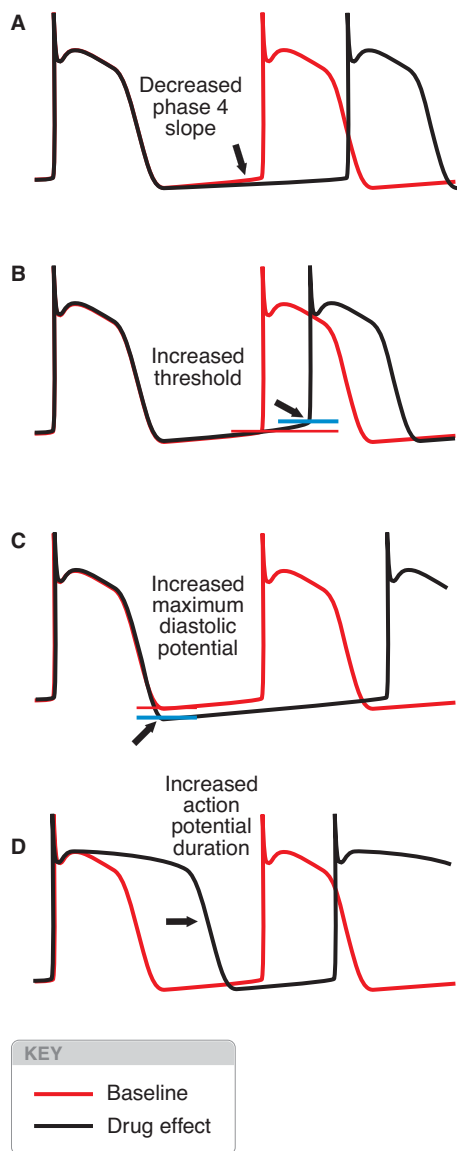 A
Decreased
phase 4
slope
B
Increased
threshold
C
Increased
maximum
diastolic
potential
Increased
action
potential
duration
D
KEY
Baseline
Drug effect